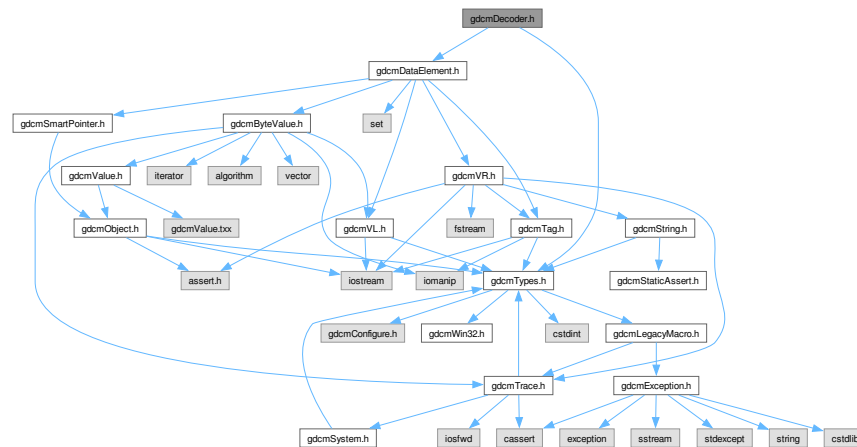 gdcmDecoder.h
gdcmDataElement.h
gdcmSmartPointer.h
gdcmByteValue.h
set
gdcmValue.h
iterator
algorithm
vector
gdcmVR.h
gdcmObject.h
gdcmValue.txx
gdcmVL.h
fstream
gdcmTag.h
gdcmString.h
assert.h
iostream
iomanip
gdcmTypes.h
gdcmStaticAssert.h
gdcmConfigure.h
gdcmWin32.h
cstdint
gdcmLegacyMacro.h
gdcmTrace.h
gdcmException.h
gdcmSystem.h
iosfwd
cassert
exception
sstream
stdexcept
string
cstdlib